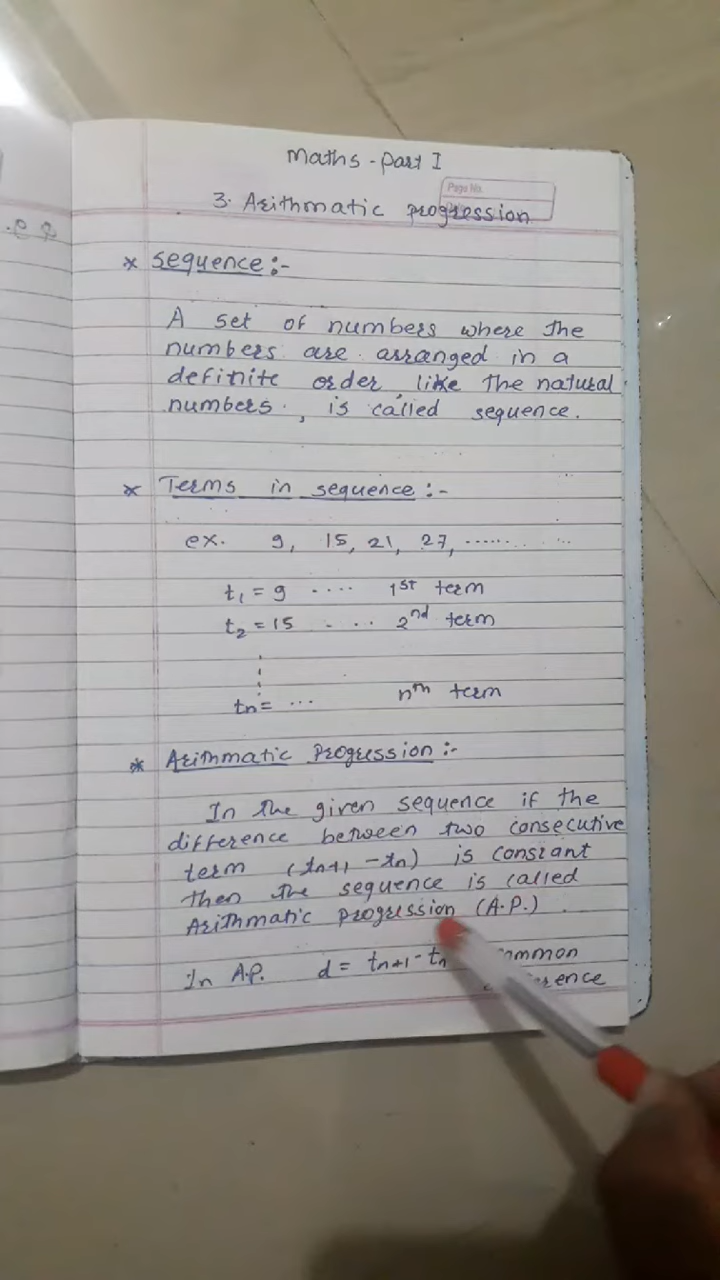 Maths - Part I
Page No.
3. Arithmatic progression
* Sequence :-
A set of numbers where the
numbers are arranged in a
definite order, like the natural
numbers, is called sequence.
* Terms in sequence :-
ex. 9, 15, 21, 27, ..........
t₁ = 9 .... 1st term
t₂ = 15 .... 2nd term
tn = ... nth term
* Arithmatic Progression :-
In the given sequence if the
difference between two consecutive
term (tn+1 - tn) is constant
then the sequence is called
Arithmatic progression (A.P.).
In A.P. d = tn+1 - tn